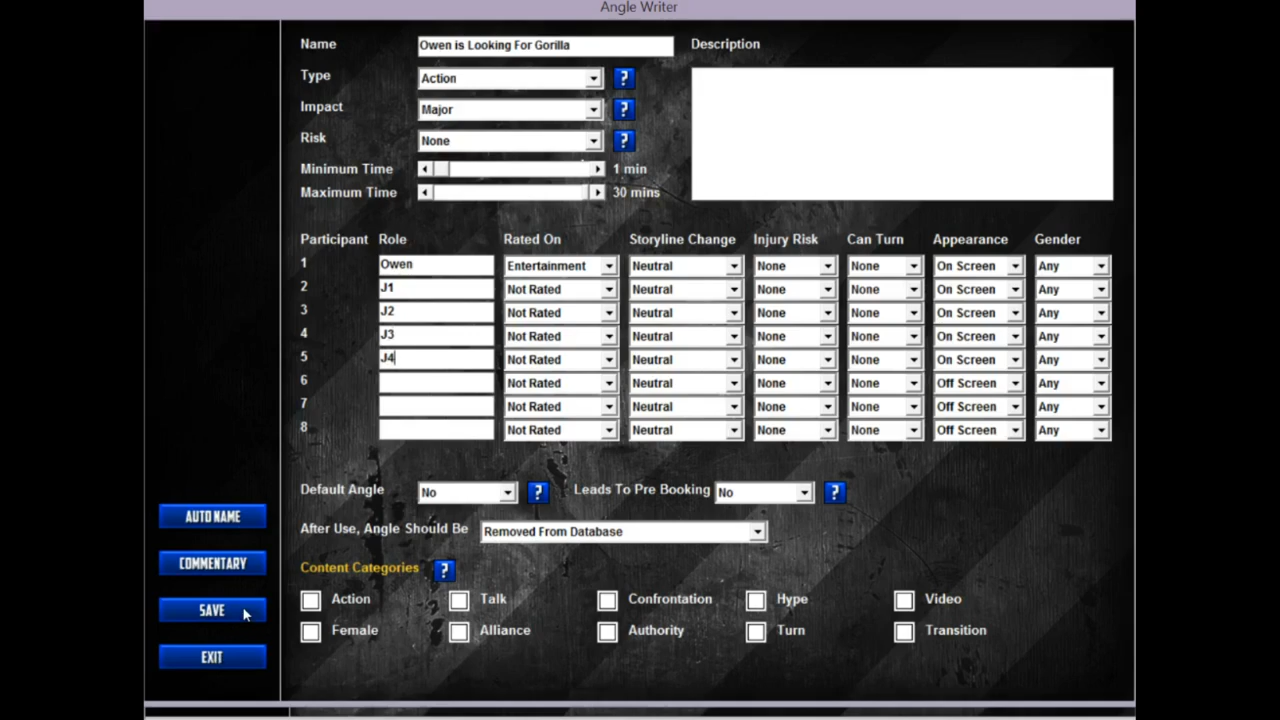 Angle Writer
Name Owen is Looking For Gorilla Description
Type Action ?
Impact Major ?
Risk None ?
Minimum Time 1 min
Maximum Time 30 mins
Participant Role Rated On Storyline Change Injury Risk Can Turn Appearance Gender
1 Owen Entertainment Neutral None None On Screen Any
2 J1 Not Rated Neutral None None On Screen Any
3 J2 Not Rated Neutral None None On Screen Any
4 J3 Not Rated Neutral None None On Screen Any
5 J4 Not Rated Neutral None None On Screen Any
6 Not Rated Neutral None None Off Screen Any
7 Not Rated Neutral None None Off Screen Any
8 Not Rated Neutral None None Off Screen Any
Default Angle No ? Leads To Pre Booking No ?
AUTO NAME
After Use, Angle Should Be Removed From Database
COMMENTARY
Content Categories ?
SAVE
Action Talk Confrontation Hype Video
Female Alliance Authority Turn Transition
EXIT